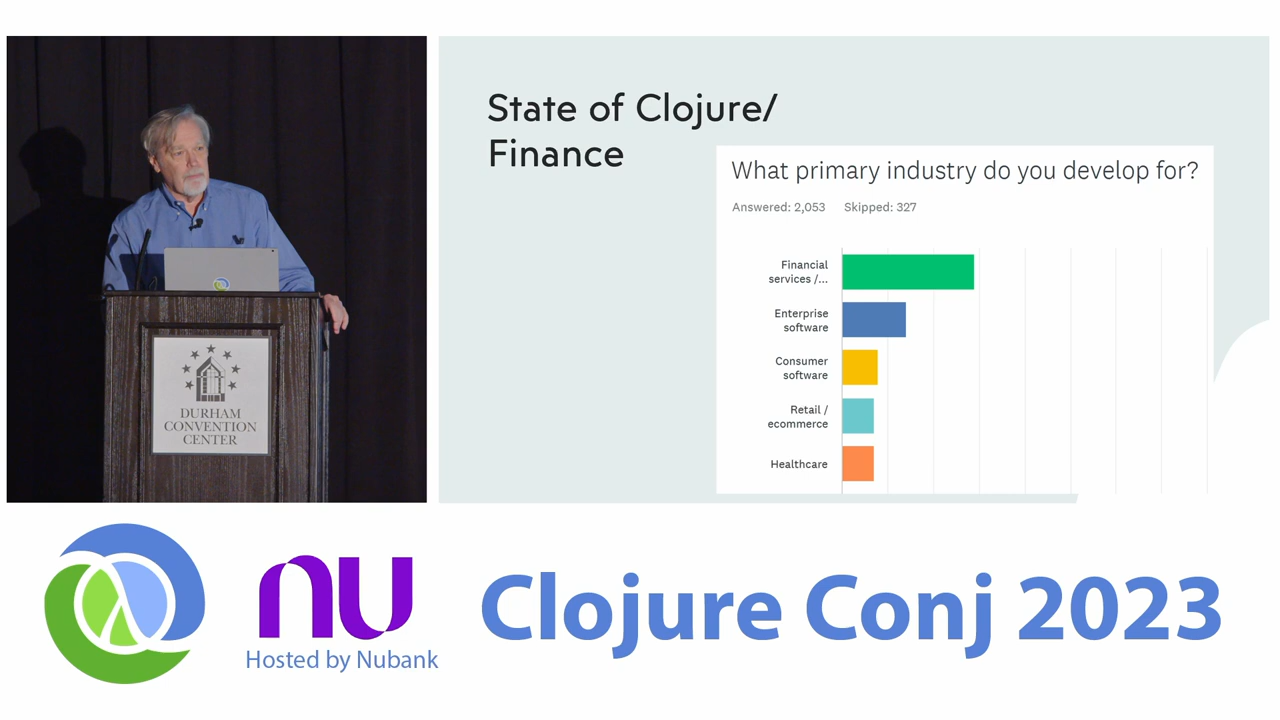 State of Clojure/
Finance
What primary industry do you develop for?
Answered: 2,053 Skipped: 327
Financial
services /...
Enterprise
software
Consumer
software
Retail /
ecommerce
Healthcare
DURHAM
CONVENTION
CENTER
nu
Hosted by Nubank
Clojure Conj 2023